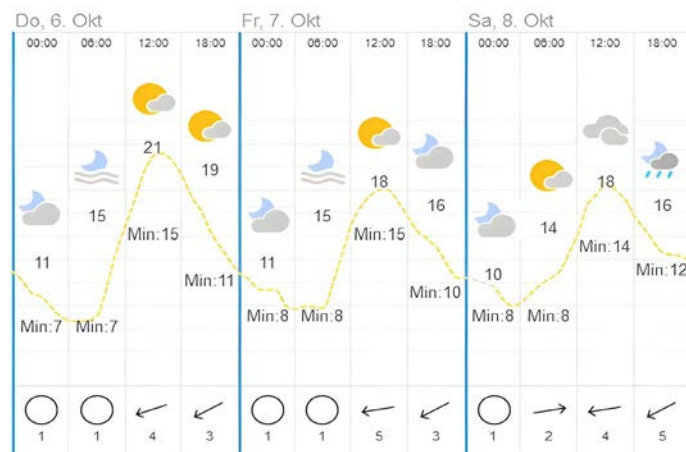 Do, 6. Okt Fr, 7. Okt Sa, 8. Okt
00:00 06:00 12:00 18:00 00:00 06:00 12:00 18:00 00:00 06:00 12:00 18:00
21
19 18 18
15 15 16 14 16
Min:15 Min:15 Min:14
11 11 10 Min:12
Min:11 Min:10
Min:7 Min:7 Min:8 Min:8 Min:8 Min:8
1 1 4 3 1 1 5 3 1 2 4 5